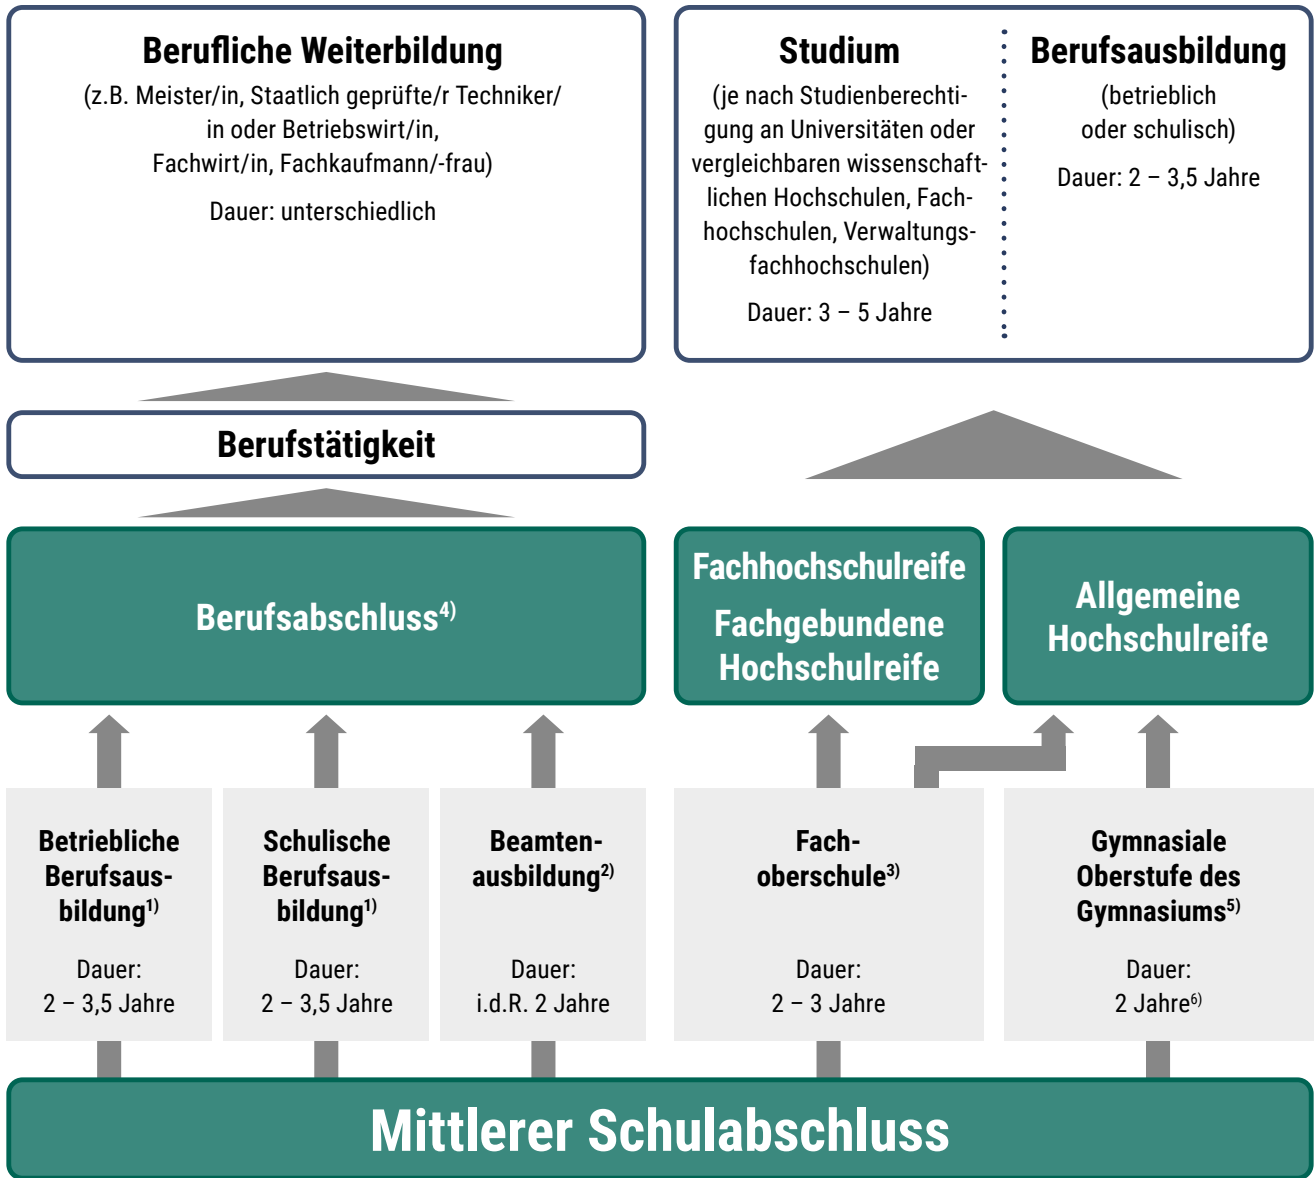 Berufliche Weiterbildung
(z.B. Meister/in, Staatlich geprüfte/r Techniker/
in oder Betriebswirt/in,
Fachwirt/in, Fachkaufmann/-frau)
Dauer: unterschiedlich
Studium
(je nach Studienberechti-
gung an Universitäten oder
vergleichbaren wissenschaft-
lichen Hochschulen, Fach-
hochschulen, Verwaltungs-
fachhochschulen)
Dauer: 3 – 5 Jahre
Berufsausbildung
(betrieblich
oder schulisch)
Dauer: 2 – 3,5 Jahre
Berufstätigkeit
Berufsabschluss4)
Fachhochschulreife
Fachgebundene
Hochschulreife
Allgemeine
Hochschulreife
Betriebliche
Berufsaus-
bildung1)
Dauer:
2 – 3,5 Jahre
Schulische
Berufsaus-
bildung1)
Dauer:
2 – 3,5 Jahre
Beamten-
ausbildung2)
Dauer:
i.d.R. 2 Jahre
Fach-
oberschule3)
Dauer:
2 – 3 Jahre
Gymnasiale
Oberstufe des
Gymnasiums5)
Dauer:
2 Jahre6)
Mittlerer Schulabschluss